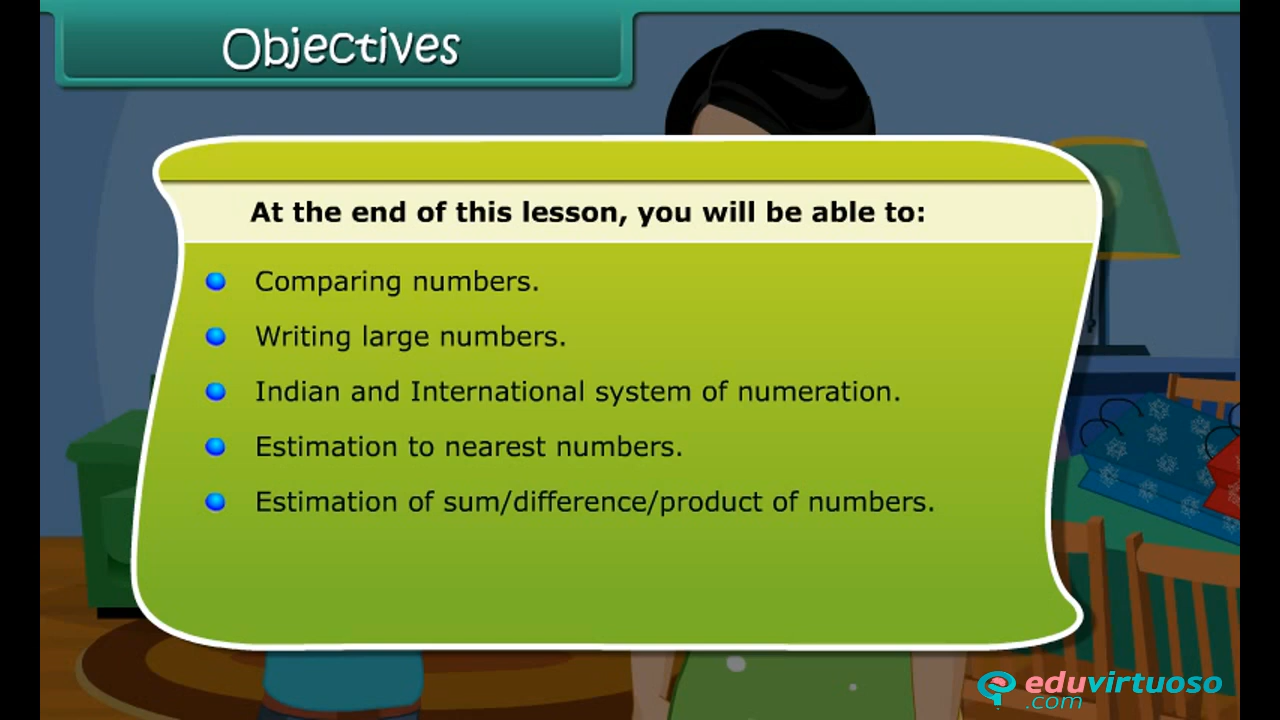 Objectives
At the end of this lesson, you will be able to:
Comparing numbers.
Writing large numbers.
Indian and International system of numeration.
Estimation to nearest numbers.
Estimation of sum/difference/product of numbers.
eduvirtuoso
.com